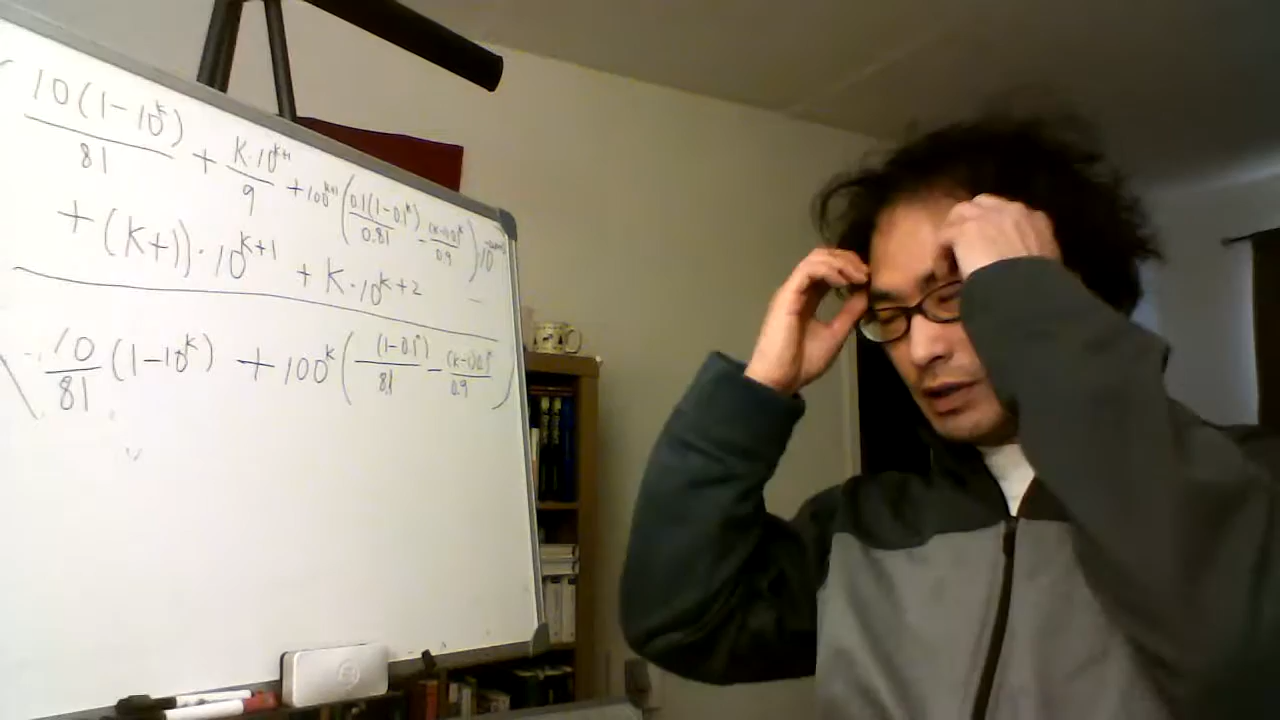 10(1-10^k)/81 + K·10^{k+1}/9 + 100^{k+1}(0.1(1-0.1^k)/0.81 - (k-1)0.1^k/0.9)·10
+ (k+1)·10^{k+1} + K·10^{k+2}
10/81 (1-10^k) + 100^k((1-0.1^k)/81 - (k-1)0.1^k/0.9)